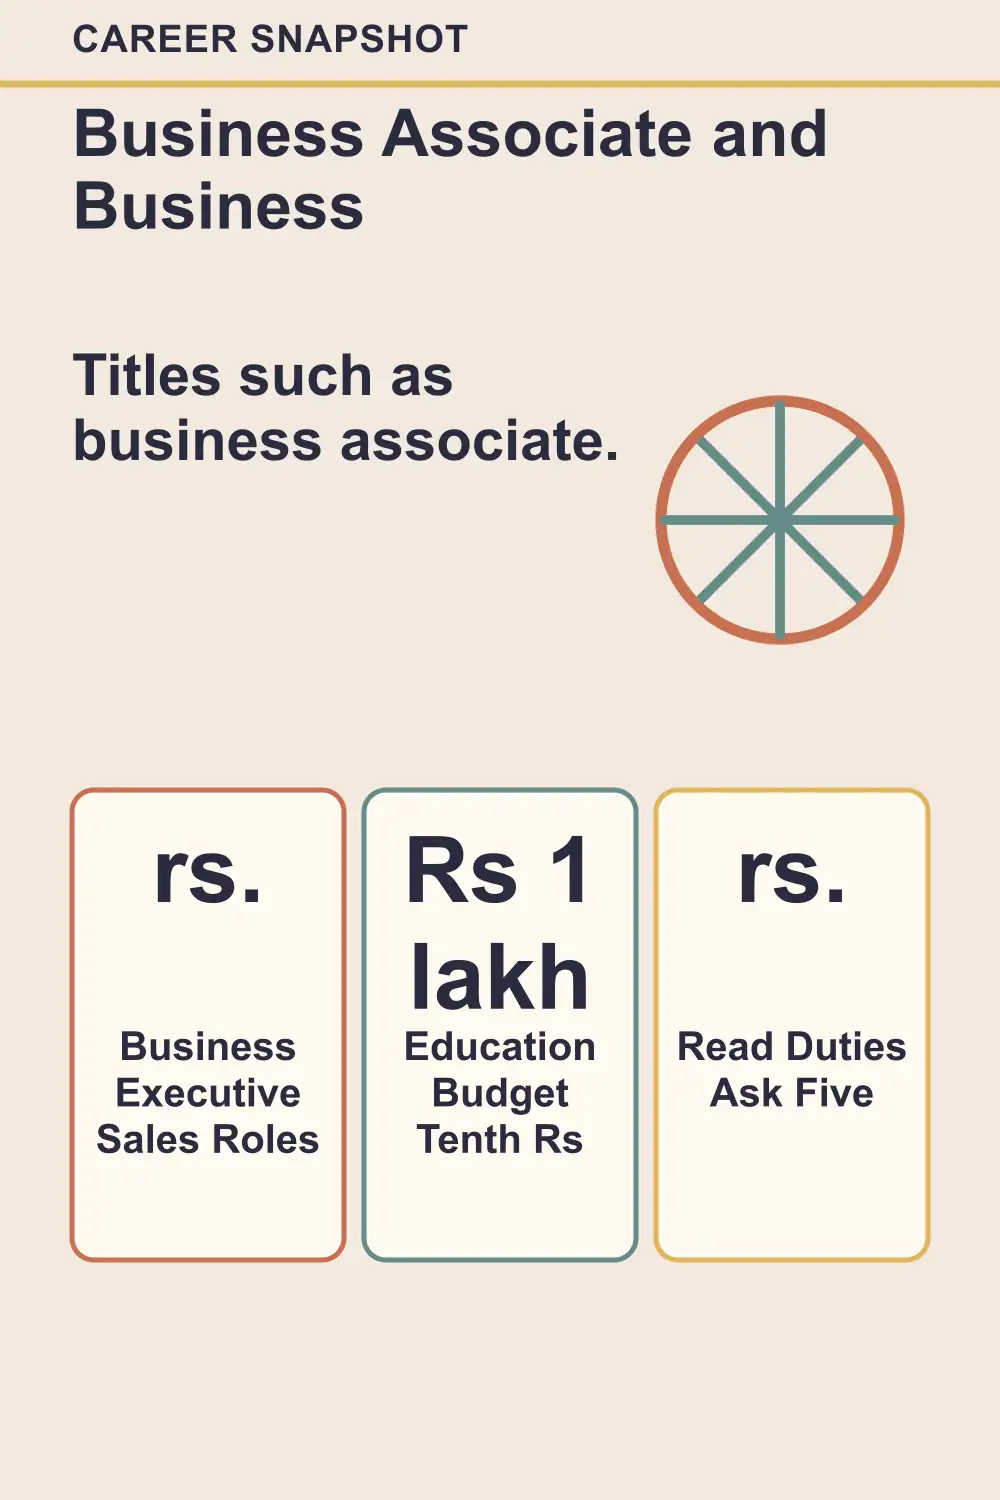 CAREER SNAPSHOT
Business Associate and
Business
Titles such as
business associate.
rs.
Business
Executive
Sales Roles
Rs 1
lakh
Education
Budget
Tenth Rs
rs.
Read Duties
Ask Five